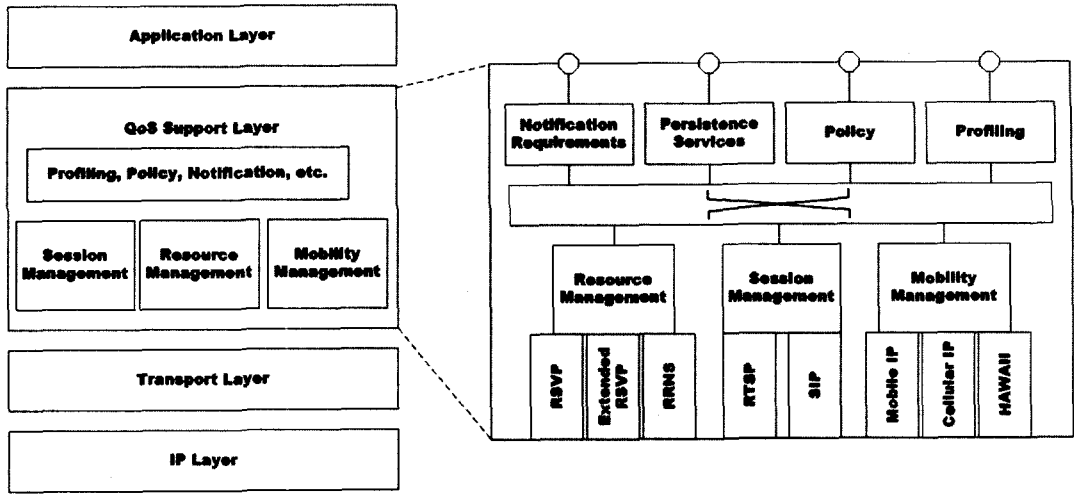 Application Layer
QoS Support Layer
Profiling, Policy, Notification, etc.
Session
Management
Resource
Management
Mobility
Management
Transport Layer
IP Layer
Notification
Requirements
Persistence
Services
Policy
Profiling
Resource
Management
Session
Management
Mobility
Management
RSVP
Extended
RSVP
RRNS
RTSP
SIP
Mobile IP
Cellular IP
HAWAII